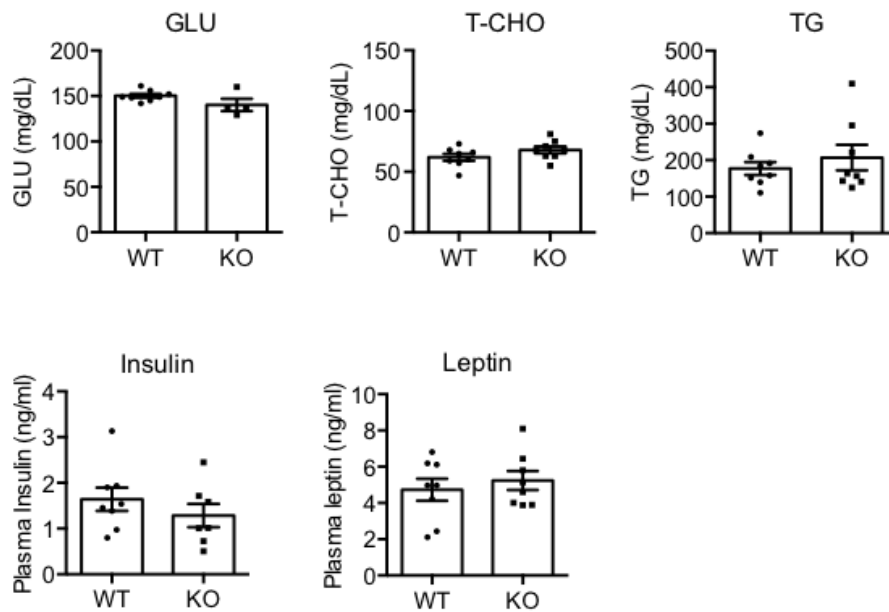 GLU
GLU (mg/dL)
200
150
100
50
0
WT KO
T-CHO
T-CHO (mg/dL)
150
100
50
0
WT KO
TG
TG (mg/dL)
500
400
300
200
100
0
WT KO
Insulin
Plasma Insulin (ng/ml)
4
3
2
1
0
WT KO
Leptin
Plasma leptin (ng/ml)
10
8
6
4
2
0
WT KO